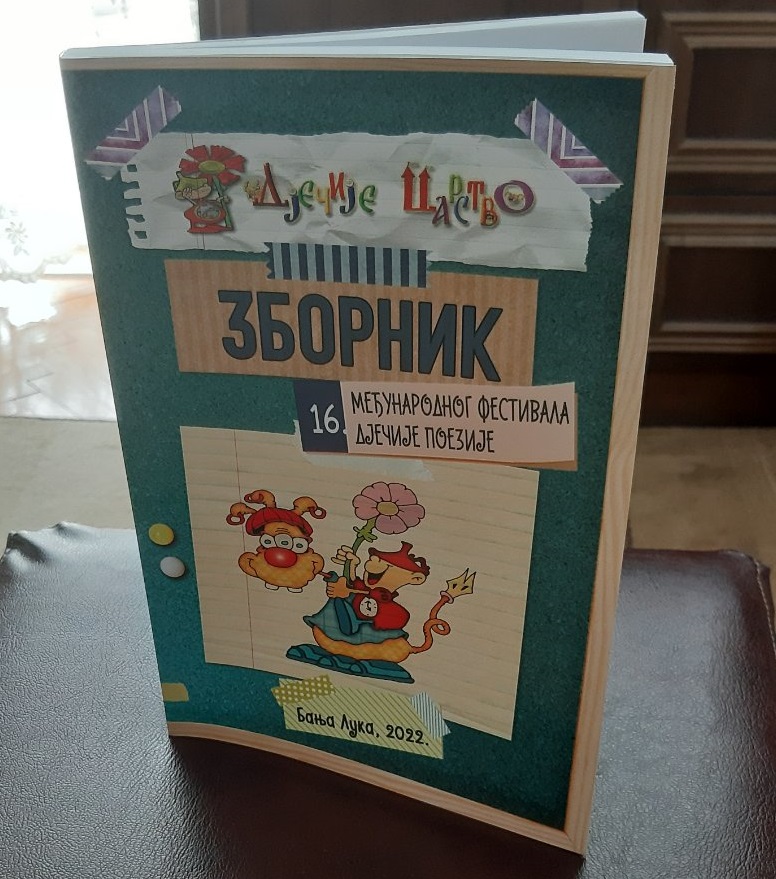 Дјечије Царство
ЗБОРНИК
16. МЕЂУНАРОДНОГ ФЕСТИВАЛА
ДЈЕЧИЈЕ ПОЕЗИЈЕ
Бања Лука, 2022.